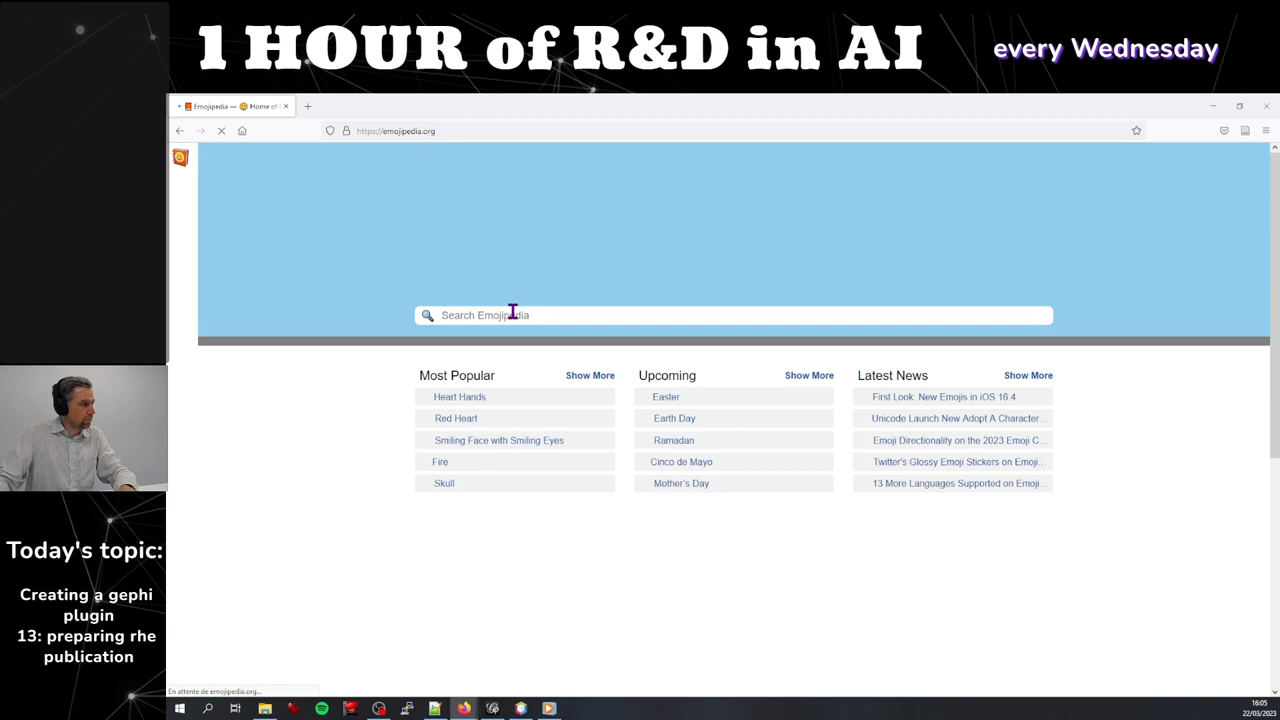 1 HOUR of R&D in AI
every Wednesday
Emojipedia — 😀 Home of E
https://emojipedia.org
Search Emojipedia
Most Popular
Show More
Heart Hands
Red Heart
Smiling Face with Smiling Eyes
Fire
Skull
Upcoming
Show More
Easter
Earth Day
Ramadan
Cinco de Mayo
Mother's Day
Latest News
Show More
First Look: New Emojis in iOS 16.4
Unicode Launch New Adopt A Character...
Emoji Directionality on the 2023 Emoji C...
Twitter's Glossy Emoji Stickers on Emoji...
13 More Languages Supported on Emoji...
Today's topic:
Creating a gephi
plugin
13: preparing rhe
publication
En attente de emojipedia.org...
16:05
22/03/2023